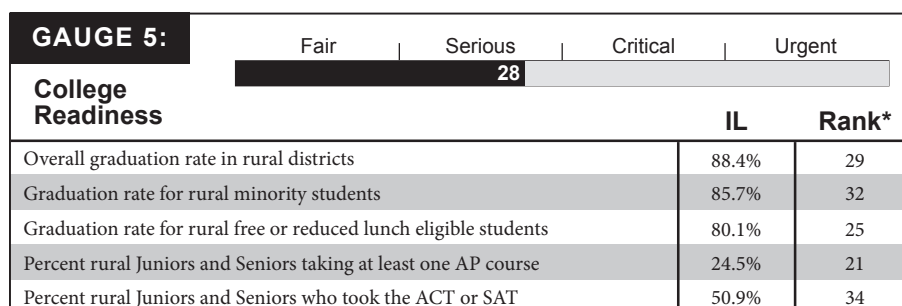 GAUGE 5:
Fair Serious Critical Urgent
28
College
Readiness
IL Rank*
Overall graduation rate in rural districts 88.4% 29
Graduation rate for rural minority students 85.7% 32
Graduation rate for rural free or reduced lunch eligible students 80.1% 25
Percent rural Juniors and Seniors taking at least one AP course 24.5% 21
Percent rural Juniors and Seniors who took the ACT or SAT 50.9% 34